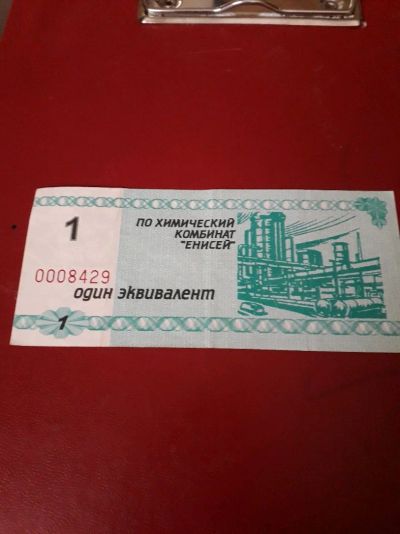 1
ПО ХИМИЧЕСКИЙ
КОМБИНАТ
"ЕНИСЕЙ"
0008429
один эквивалент
1